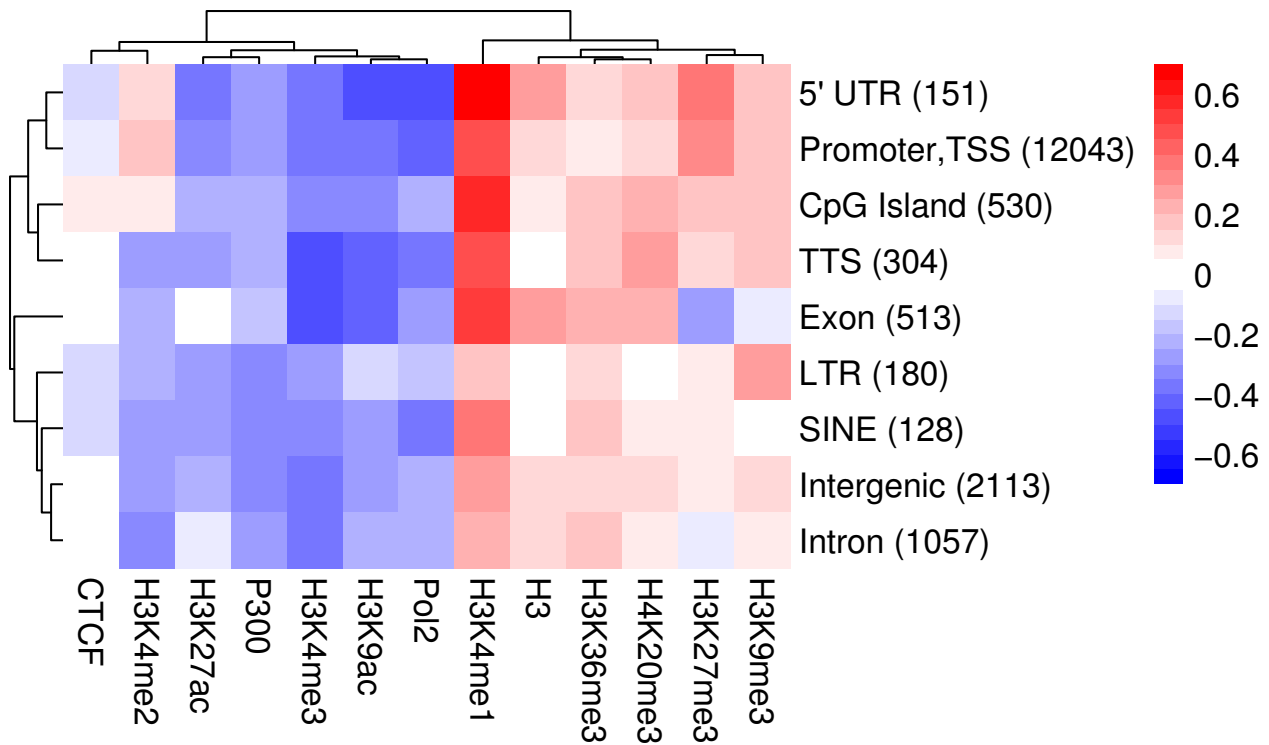 5' UTR (151)
Promoter,TSS (12043)
CpG Island (530)
TTS (304)
Exon (513)
LTR (180)
SINE (128)
Intergenic (2113)
Intron (1057)
0.6
0.4
0.2
0
−0.2
−0.4
−0.6
CTCF
H3K4me2
H3K27ac
P300
H3K4me3
H3K9ac
Pol2
H3K4me1
H3
H3K36me3
H4K20me3
H3K27me3
H3K9me3